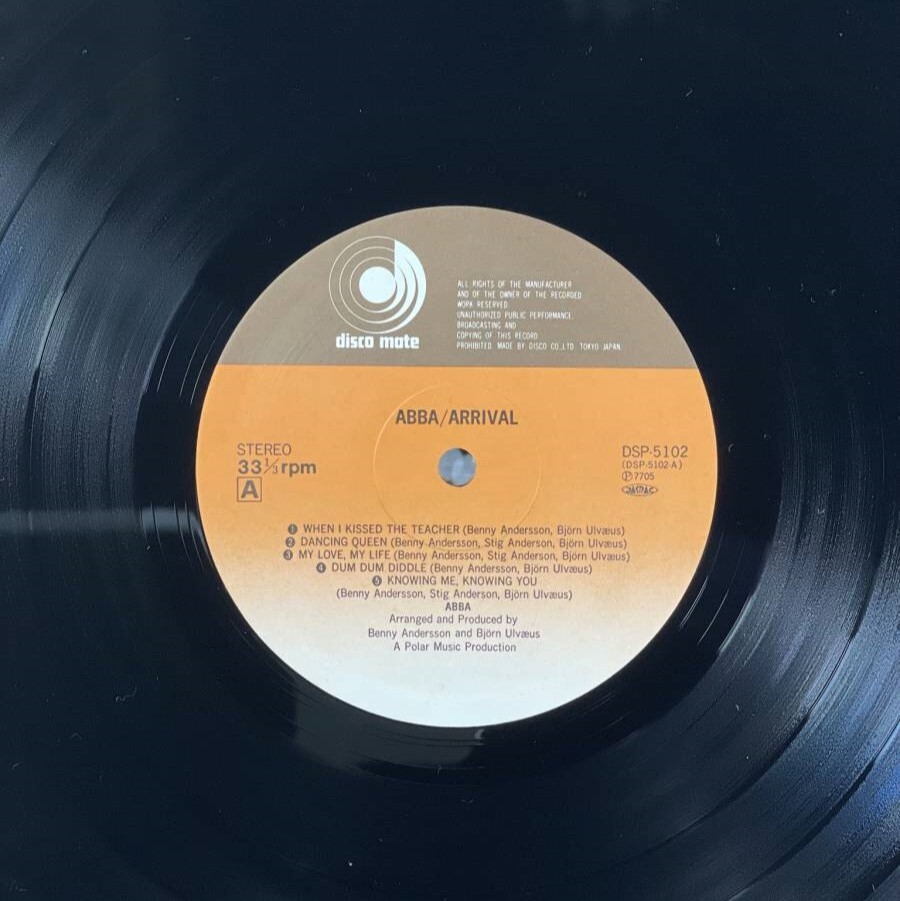 disco mate
ALL RIGHTS OF THE MANUFACTURER
AND OF THE OWNER OF THE RECORDED
WORK RESERVED
UNAUTHORIZED PUBLIC PERFORMANCE,
BROADCASTING AND
COPYING OF THIS RECORD
PROHIBITED. MADE BY DISCO CO.,LTD. TOKYO JAPAN.
ABBA/ARRIVAL
STEREO
33⅓rpm
A
DSP-5102
(DSP-5102-A)
Ⓟ7705
JASRAC
❶ WHEN I KISSED THE TEACHER (Benny Andersson, Björn Ulvæus)
❷ DANCING QUEEN (Benny Andersson, Stig Anderson, Björn Ulvæus)
❸ MY LOVE, MY LIFE (Benny Andersson, Stig Anderson, Björn Ulvæus)
❹ DUM DUM DIDDLE (Benny Andersson, Björn Ulvæus)
❺ KNOWING ME, KNOWING YOU
(Benny Andersson, Stig Anderson, Björn Ulvæus)
ABBA
Arranged and Produced by
Benny Andersson and Björn Ulvæus
A Polar Music Production